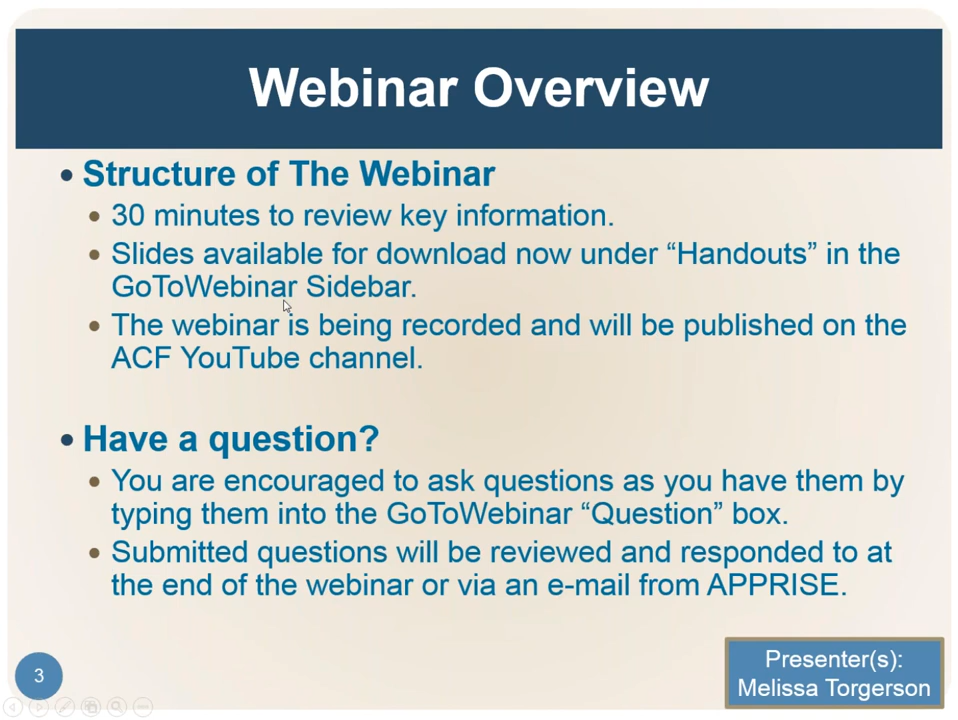 Webinar Overview
• Structure of The Webinar
• 30 minutes to review key information.
• Slides available for download now under “Handouts” in the
GoToWebinar Sidebar.
• The webinar is being recorded and will be published on the
ACF YouTube channel.
• Have a question?
• You are encouraged to ask questions as you have them by
typing them into the GoToWebinar “Question” box.
• Submitted questions will be reviewed and responded to at
the end of the webinar or via an e-mail from APPRISE.
3
Presenter(s):
Melissa Torgerson